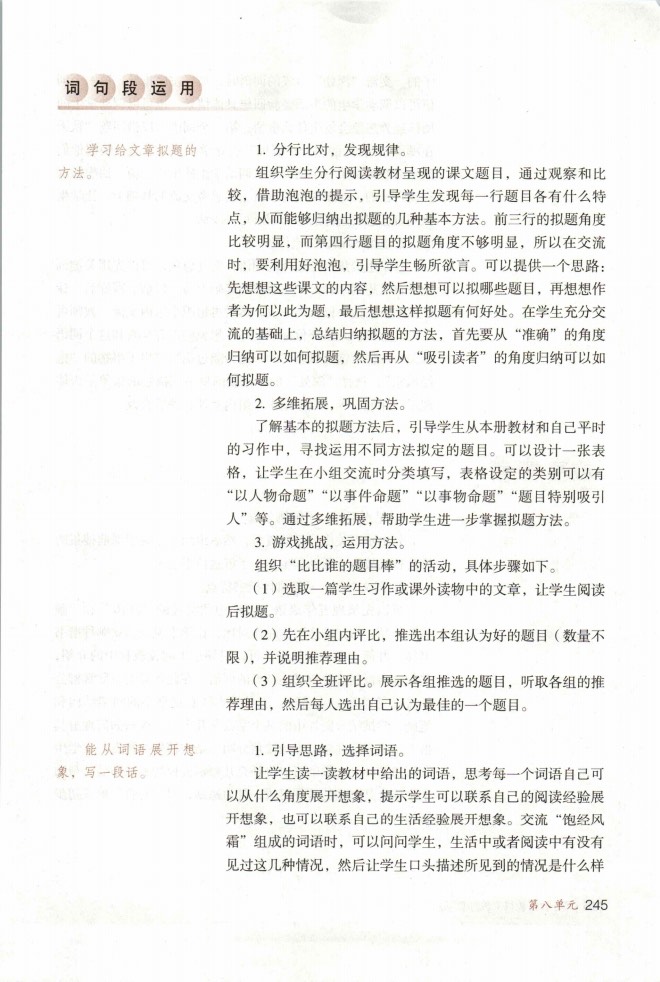 词句段运用
学习给文章拟题的
方法。
1. 分行比对，发现规律。
组织学生分行阅读教材呈现的课文题目，通过观察和比
较，借助泡泡的提示，引导学生发现每一行题目各有什么特
点，从而能够归纳出拟题的几种基本方法。前三行的拟题角度
比较明显，而第四行题目的拟题角度不够明显，所以在交流
时，要利用好泡泡，引导学生畅所欲言。可以提供一个思路：
先想想这些课文的内容，然后想想可以拟哪些题目，再想想作
者为何以此为题，最后想想这样拟题有何好处。在学生充分交
流的基础上，总结归纳拟题的方法，首先要从“准确”的角度
归纳可以如何拟题，然后再从“吸引读者”的角度归纳可以如
何拟题。
2. 多维拓展，巩固方法。
了解基本的拟题方法后，引导学生从本册教材和自己平时
的习作中，寻找运用不同方法拟定的题目。可以设计一张表
格，让学生在小组交流时分类填写，表格设定的类别可以有
“以人物命题”“以事件命题”“以事物命题”“题目特别吸引
人”等。通过多维拓展，帮助学生进一步掌握拟题方法。
3. 游戏挑战，运用方法。
组织“比比谁的题目棒”的活动，具体步骤如下。
（1）选取一篇学生习作或课外读物中的文章，让学生阅读
后拟题。
（2）先在小组内评比，推选出本组认为好的题目（数量不
限），并说明推荐理由。
（3）组织全班评比。展示各组推选的题目，听取各组的推
荐理由，然后每人选出自己认为最佳的一个题目。
能从词语展开想
象，写一段话。
1. 引导思路，选择词语。
让学生读一读教材中给出的词语，思考每一个词语自己可
以从什么角度展开想象，提示学生可以联系自己的阅读经验展
开想象，也可以联系自己的生活经验展开想象。交流“饱经风
霜”组成的词语时，可以问问学生，生活中或者阅读中有没有
见过这几种情况，然后让学生口头描述所见到的情况是什么样
第八单元 245